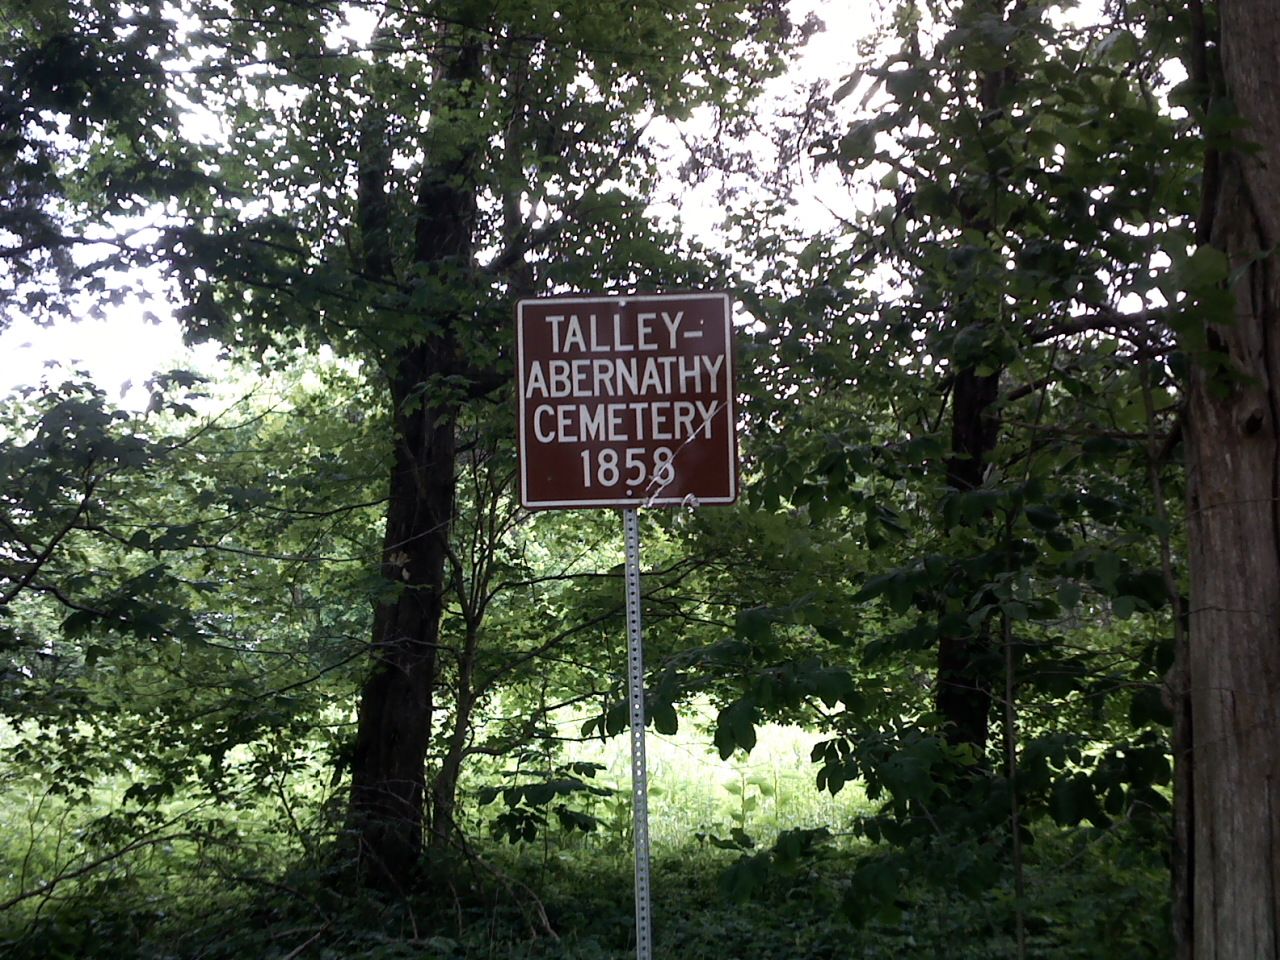 TALLEY-
ABERNATHY
CEMETERY
1858